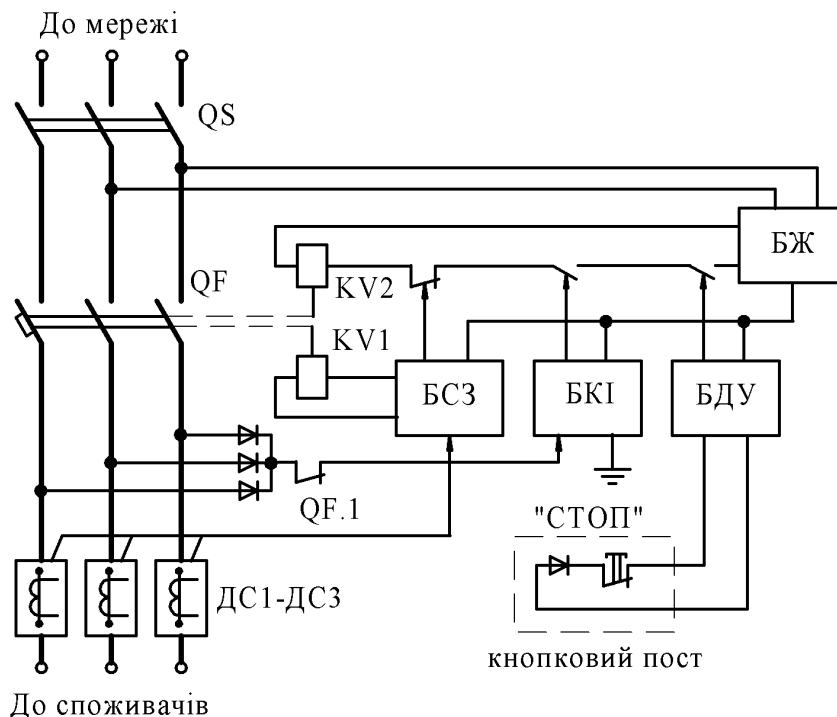 До мережі
QS
БЖ
QF
KV2
KV1
БСЗ
БКІ
БДУ
QF.1
"СТОП"
ДС1-ДС3
кнопковий пост
До споживачів